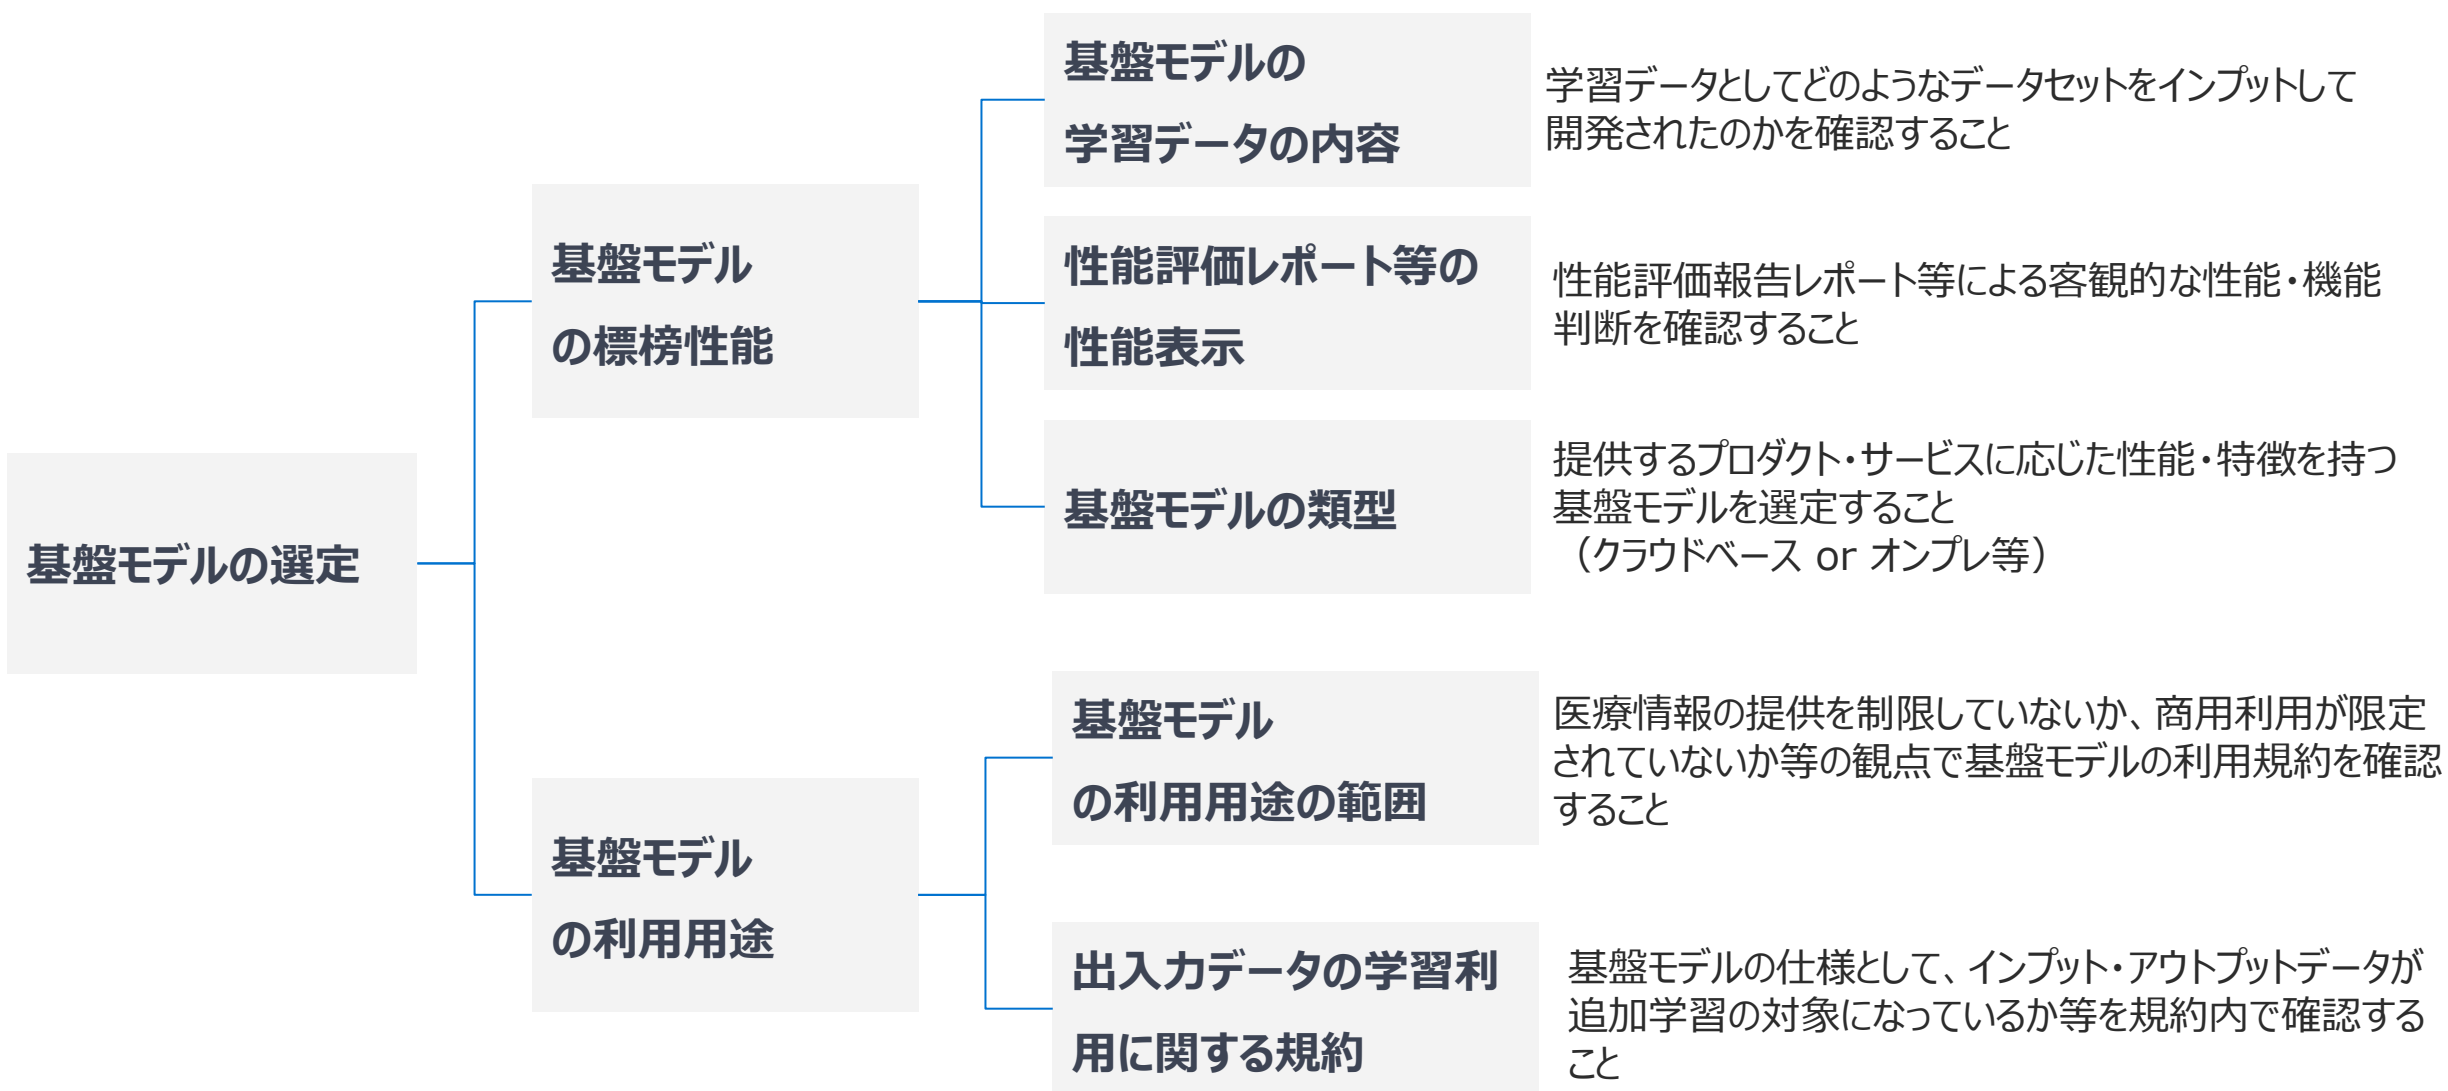 基盤モデルの選定
基盤モデル
の標榜性能
基盤モデルの
学習データの内容
学習データとしてどのようなデータセットをインプットして
開発されたのかを確認すること
性能評価レポート等の
性能表示
性能評価報告レポート等による客観的な性能・機能
判断を確認すること
基盤モデルの類型
提供するプロダクト・サービスに応じた性能・特徴を持つ
基盤モデルを選定すること
（クラウドベース or オンプレ等）
基盤モデル
の利用用途
基盤モデル
の利用用途の範囲
医療情報の提供を制限していないか、商用利用が限定
されていないか等の観点で基盤モデルの利用規約を確認
すること
出入力データの学習利
用に関する規約
基盤モデルの仕様として、インプット・アウトプットデータが
追加学習の対象になっているか等を規約内で確認する
こと